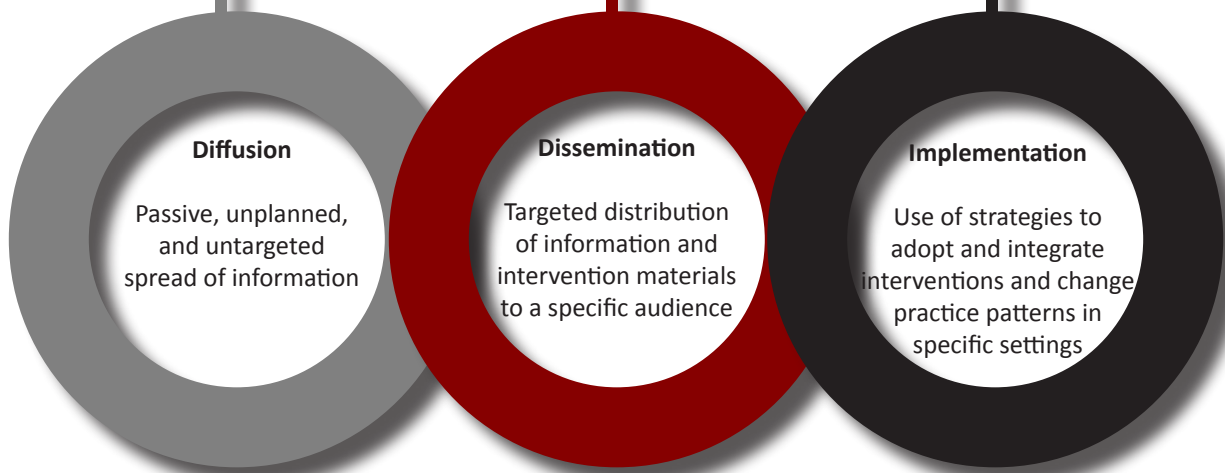 Diffusion
Passive, unplanned,
and untargeted
spread of information
Dissemination
Targeted distribution
of information and
intervention materials
to a specific audience
Implementation
Use of strategies to
adopt and integrate
interventions and change
practice patterns in
specific settings